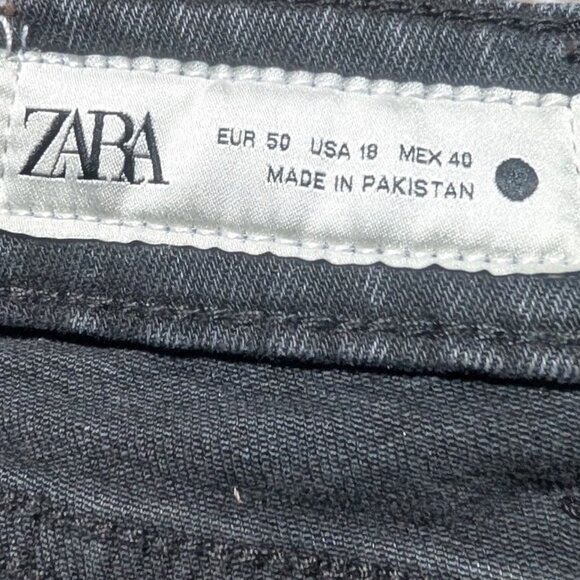 ZARA
EUR 50 USA 18 MEX 40
MADE IN PAKISTAN